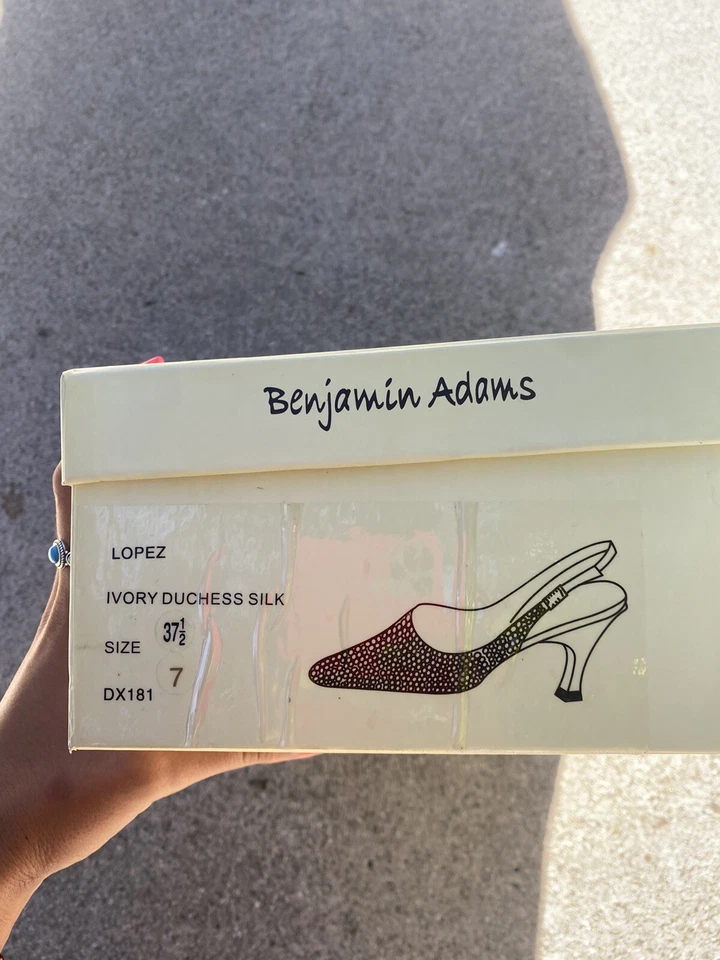 Benjamin Adams
LOPEZ
IVORY DUCHESS SILK
SIZE 37½
7
DX181